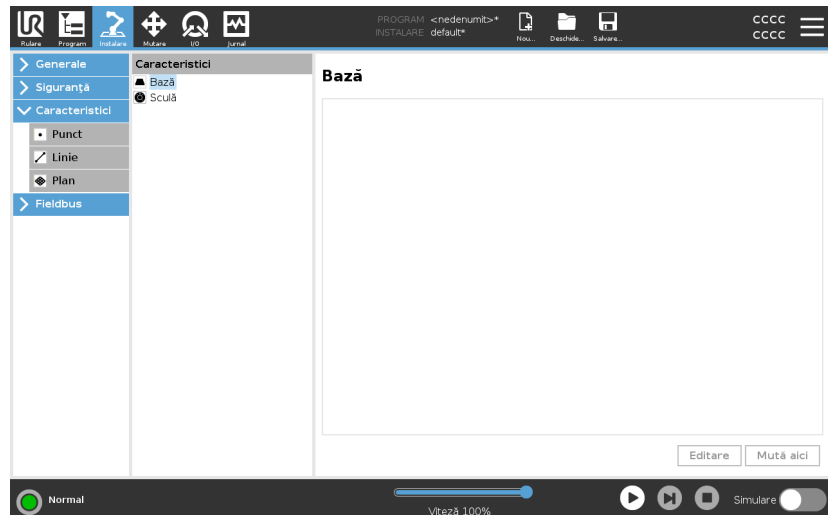 PROGRAM <nedenumit>*
INSTALARE default*
CCCC
CCCC
Rulare Program Instalare Mutare I/O Jurnal
Nou... Deschide... Salvare...
Generale
Siguranță
Caracteristici
Punct
Linie
Plan
Fieldbus
Caracteristici
Bază
Sculă
Bază
Editare Mută aici
Normal
Viteză 100%
Simulare